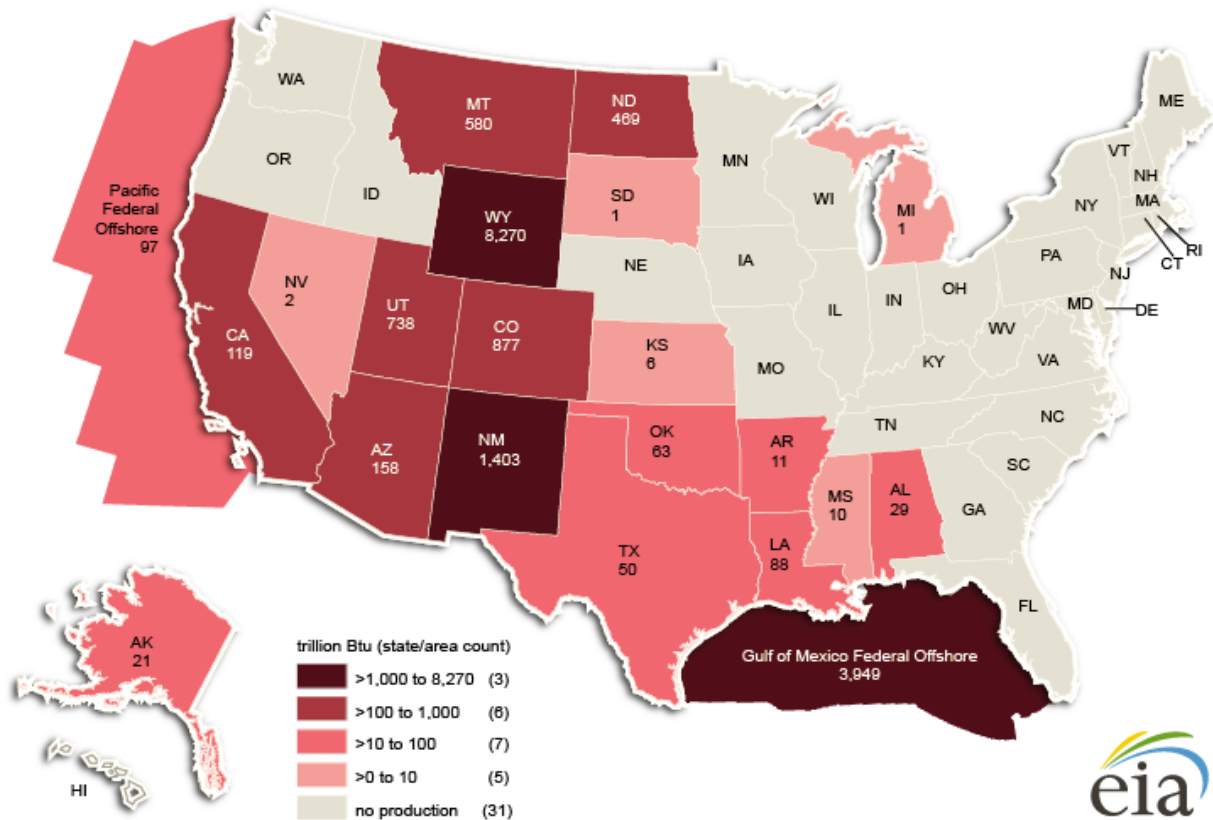 WA
MT
580
ND
469
MN
ME
OR
ID
VT
NH
WI
SD
1
MI
1
NY
MA
Pacific
Federal
Offshore
97
WY
8,270
RI
CT
NE
IA
PA
NV
2
NJ
OH
IN
IL
MD
DE
UT
738
CO
877
CA
119
WV
VA
KS
6
KY
MO
NC
TN
OK
63
AR
11
NM
1,403
AZ
158
SC
MS
10
AL
29
GA
TX
50
LA
88
FL
AK
21
HI
Gulf of Mexico Federal Offshore
3,949
trillion Btu (state/area count)
>1,000 to 8,270 (3)
>100 to 1,000 (6)
>10 to 100 (7)
>0 to 10 (5)
no production (31)
eia